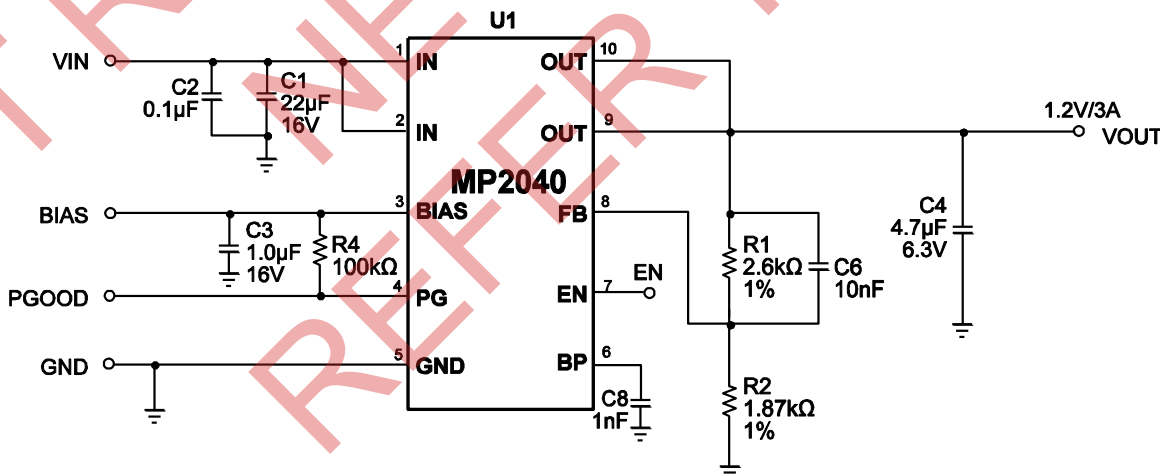 U1
VIN
1
IN
OUT
10
C2
0.1µF
C1
22µF
16V
2
IN
OUT
9
1.2V/3A
VOUT
MP2040
BIAS
3
BIAS
FB
8
C3
1.0µF
16V
R4
100kΩ
C4
4.7µF
6.3V
R1
2.6kΩ
1%
C6
10nF
EN
7
EN
PGOOD
4
PG
GND
5
GND
BP
6
C8
1nF
R2
1.87kΩ
1%
REFER